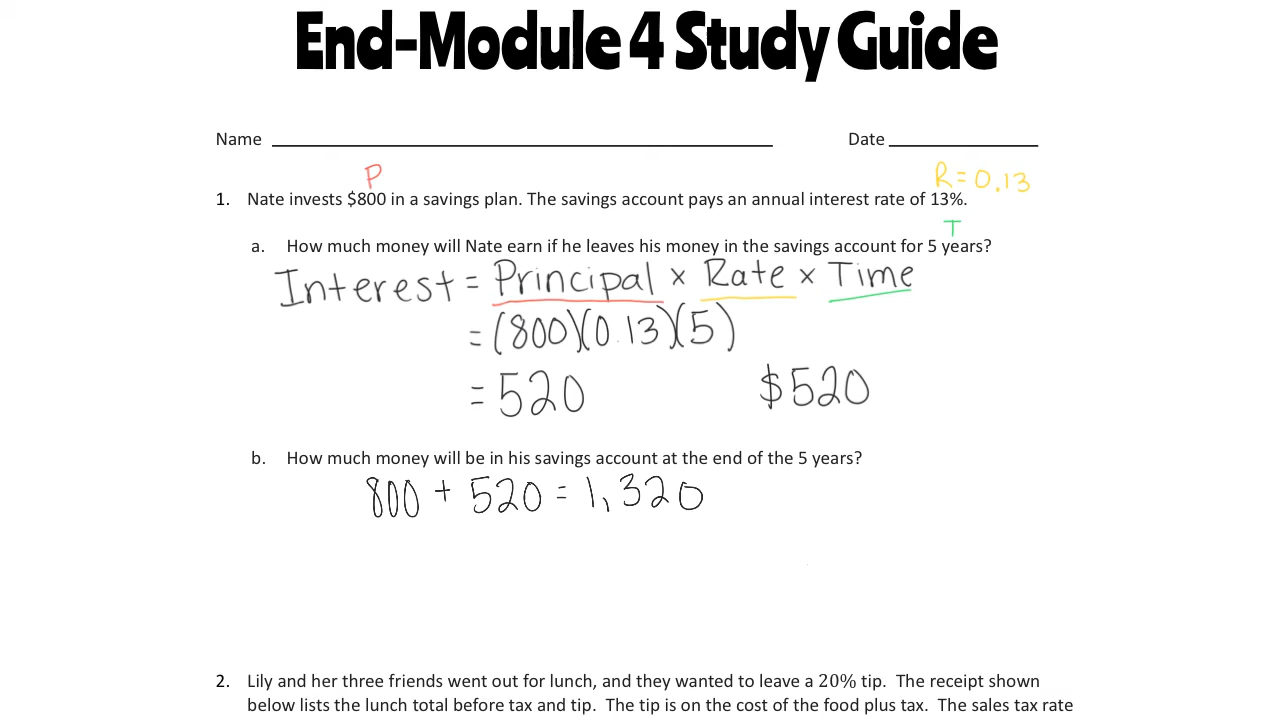 End-Module 4 Study Guide
Name Date
P
R = 0.13
1. Nate invests $800 in a savings plan. The savings account pays an annual interest rate of 13%.
T
a. How much money will Nate earn if he leaves his money in the savings account for 5 years?
Interest = Principal × Rate × Time
= (800)(0.13)(5)
= 520 $520
b. How much money will be in his savings account at the end of the 5 years?
800 + 520 = 1,320
2. Lily and her three friends went out for lunch, and they wanted to leave a 20% tip. The receipt shown
below lists the lunch total before tax and tip. The tip is on the cost of the food plus tax. The sales tax rate